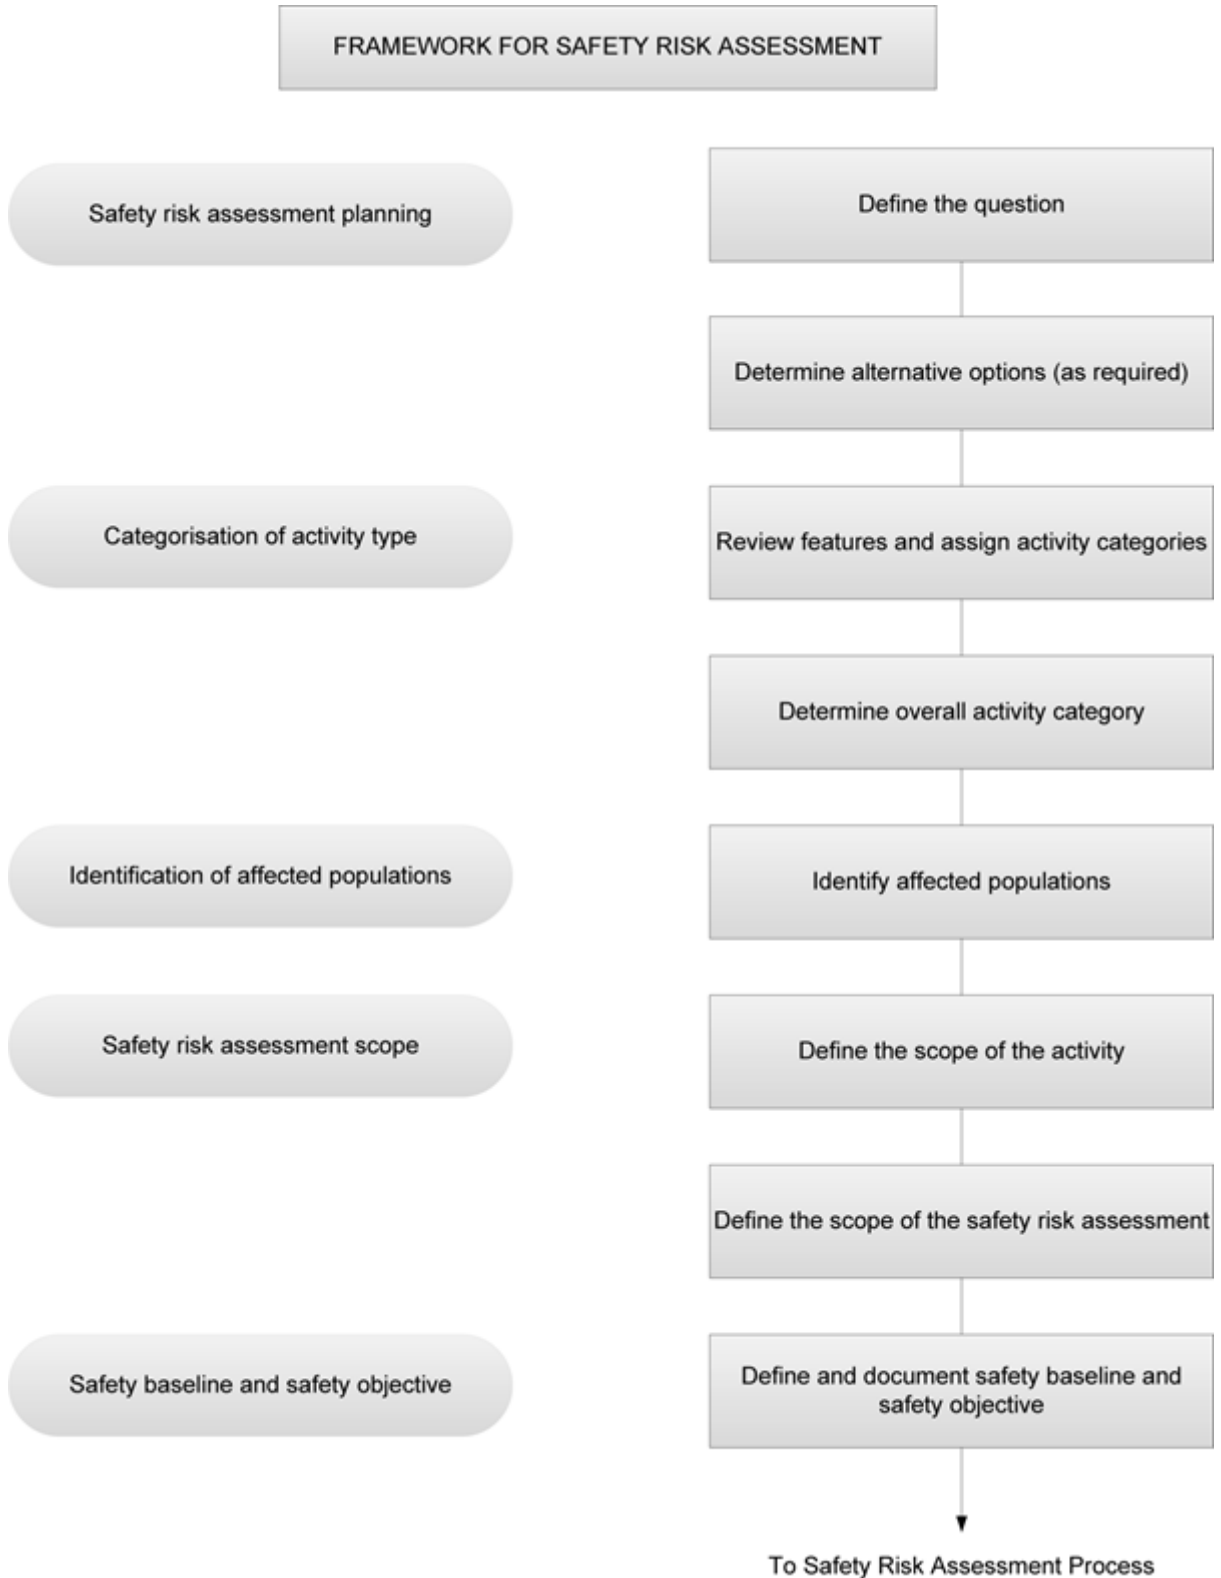 FRAMEWORK FOR SAFETY RISK ASSESSMENT
Safety risk assessment planning
Define the question
Determine alternative options (as required)
Categorisation of activity type
Review features and assign activity categories
Determine overall activity category
Identification of affected populations
Identify affected populations
Safety risk assessment scope
Define the scope of the activity
Define the scope of the safety risk assessment
Safety baseline and safety objective
Define and document safety baseline and
safety objective
To Safety Risk Assessment Process